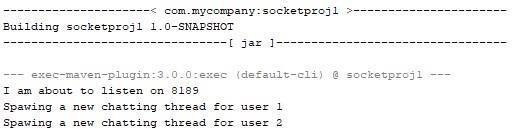 --------------------< com.mycompany:socketproj1 >---------------------
Building socketproj1 1.0-SNAPSHOT
--------------------------------[ jar ]---------------------------------
--- exec-maven-plugin:3.0.0:exec (default-cli) @ socketproj1 ---
I am about to listen on 8189
Spawing a new chatting thread for user 1
Spawing a new chatting thread for user 2